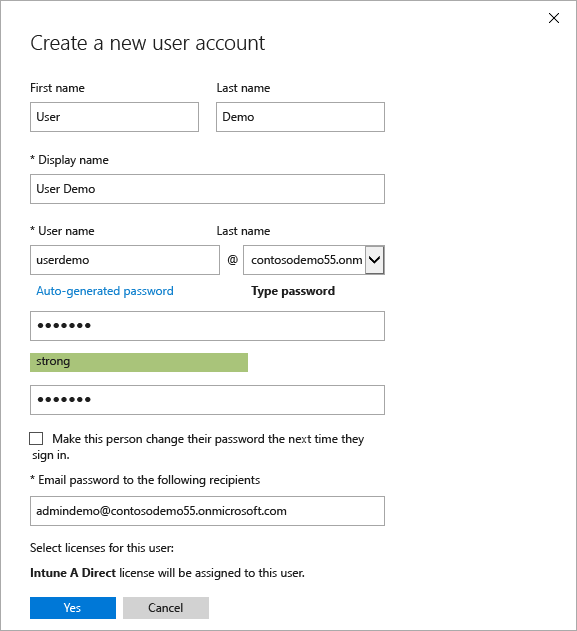 Create a new user account
First name Last name
User Demo
* Display name
User Demo
* User name Last name
userdemo @ contosodemo55.onm
Auto-generated password Type password
•••••••
strong
•••••••
Make this person change their password the next time they
sign in.
* Email password to the following recipients
admindemo@contosodemo55.onmicrosoft.com
Select licenses for this user:
Intune A Direct license will be assigned to this user.
Yes Cancel